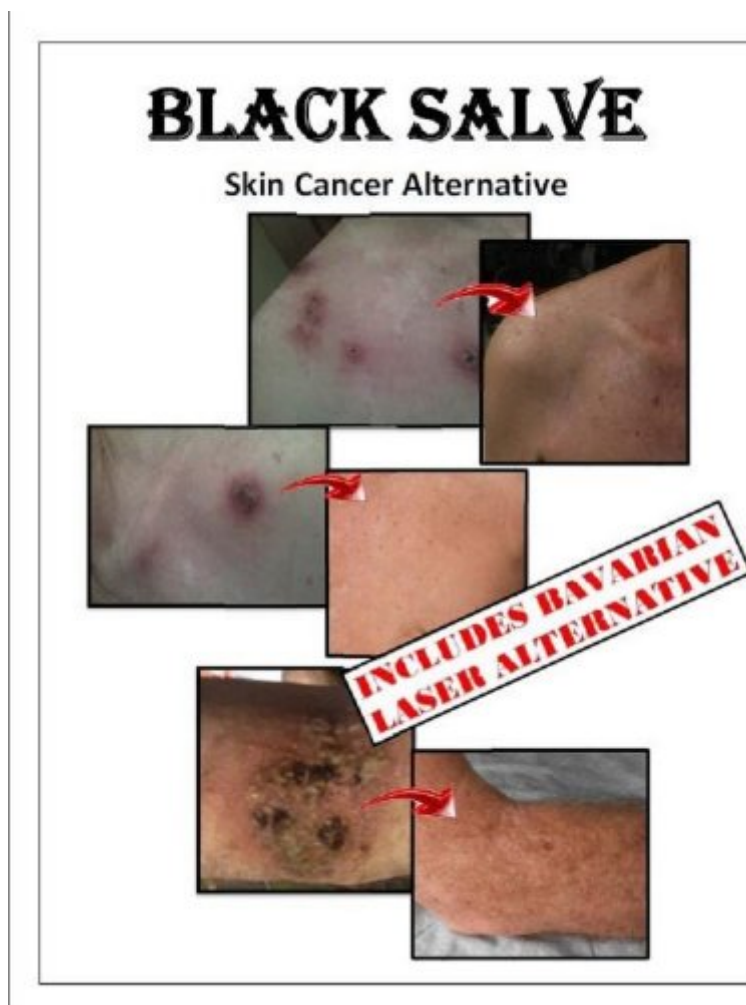 BLACK SALVE
Skin Cancer Alternative
INCLUDES BAVARIAN
LASER ALTERNATIVE